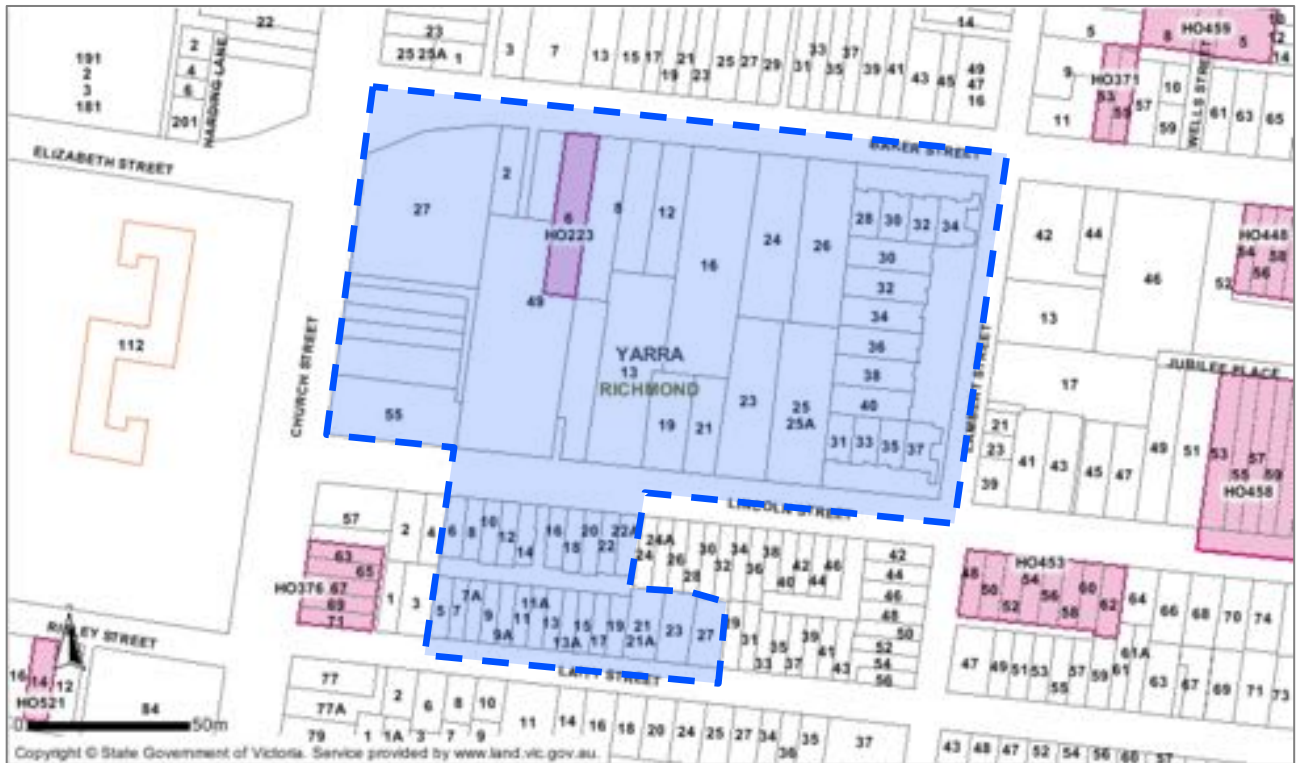 22
23
25 25A 1
3 7 13 15 17 19 21 23 25 27 29 31 33 35 37 39 41 43 45
14
49
47
16
5
HO459
8 5
10
12
14
191
2
3
181
2
4
6
201
HARDING LANE
9
11
HO371
53 55 57
10
59
WELLS STREET
61 63 65
ELIZABETH STREET
BAKER STREET
27
2
6
HO223
8
12
16
24
26
28 30 32 34
30
32
34
36
38
40
31 33 35 37
42 44
46
52
HO448
54 58
56
13
17
JUBILEE PLACE
112
CHURCH STREET
49
YARRA
13
RICHMOND
19 21
23
25
25A
55
LAMBERT STREET
21
23
39
41 43 45 47 49 51
53 57
55 59
HO458
LINCOLN STREET
57
2 4 6 8 10 12 14 16 18 20 22 22A
24A
24 26 28 30 32 34 36 38 40 42 44 46
42
44
46
48
50
52
54
56
63
65
HO376 67
69
71
1 3 5 7 7A 9 9A 11 11A 13 13A 15 17 19 21 21A 23 27 29 31 33 35 37 39 41 43
HO453
48 50 52 54 56 58 60 62 64 66 68 70 74
61A
47 49 51 53 55 57 59 61 63 67 69 71 73
STREET
16 14 12
HO521
84
0 50m
77
77A
79 1 1A 3 7 9
2 6 8 10
11 14 16 18 20 24 25 27 34 36 35 37
STREET
43 48 47 52 54 56 60 57
Copyright © State Government of Victoria. Service provided by www.land.vic.gov.au.